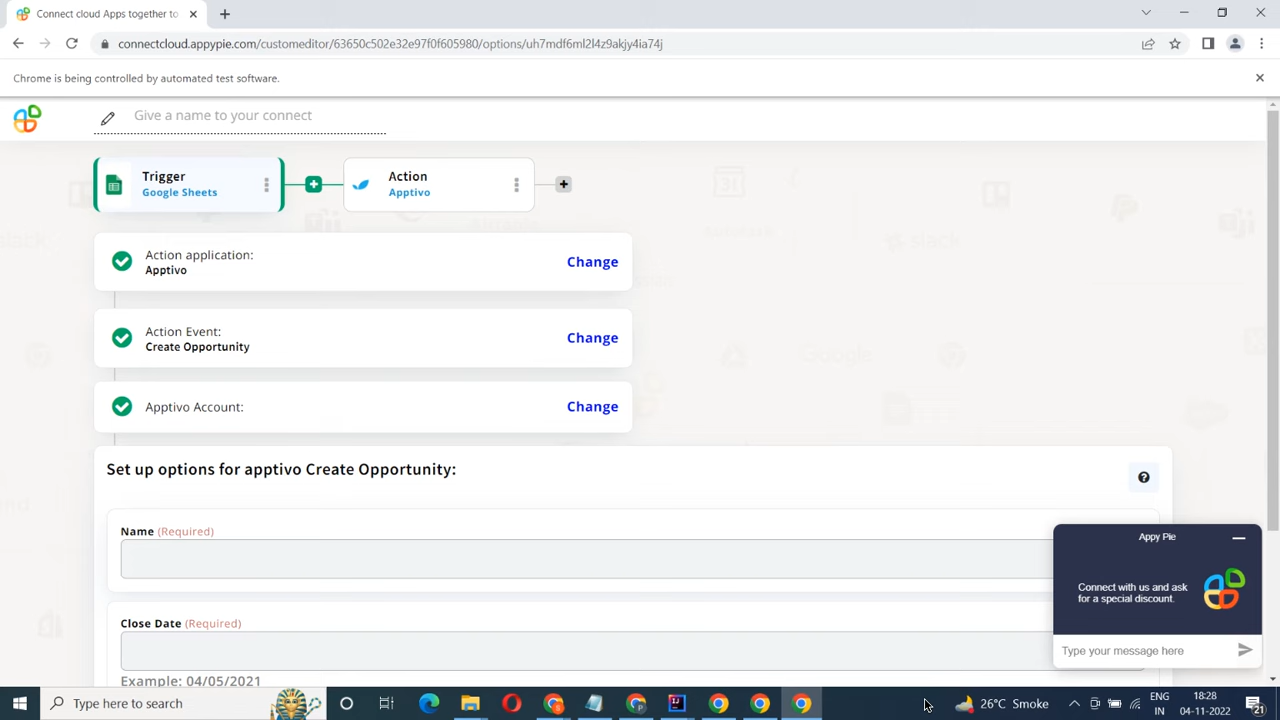 Connect cloud Apps together to
connectcloud.appypie.com/customeditor/63650c502e32e97f0f605980/options/uh7mdf6ml2l4z9akjy4ia74j
Chrome is being controlled by automated test software.
Give a name to your connect
Trigger
Google Sheets
Action
Apptivo
Action application:
Apptivo
Change
Action Event:
Create Opportunity
Change
Apptivo Account:
Change
Set up options for apptivo Create Opportunity:
Name (Required)
Close Date (Required)
Example: 04/05/2021
Appy Pie
Connect with us and ask
for a special discount.
Type your message here
Type here to search
26°C Smoke
ENG
IN
18:28
04-11-2022
21